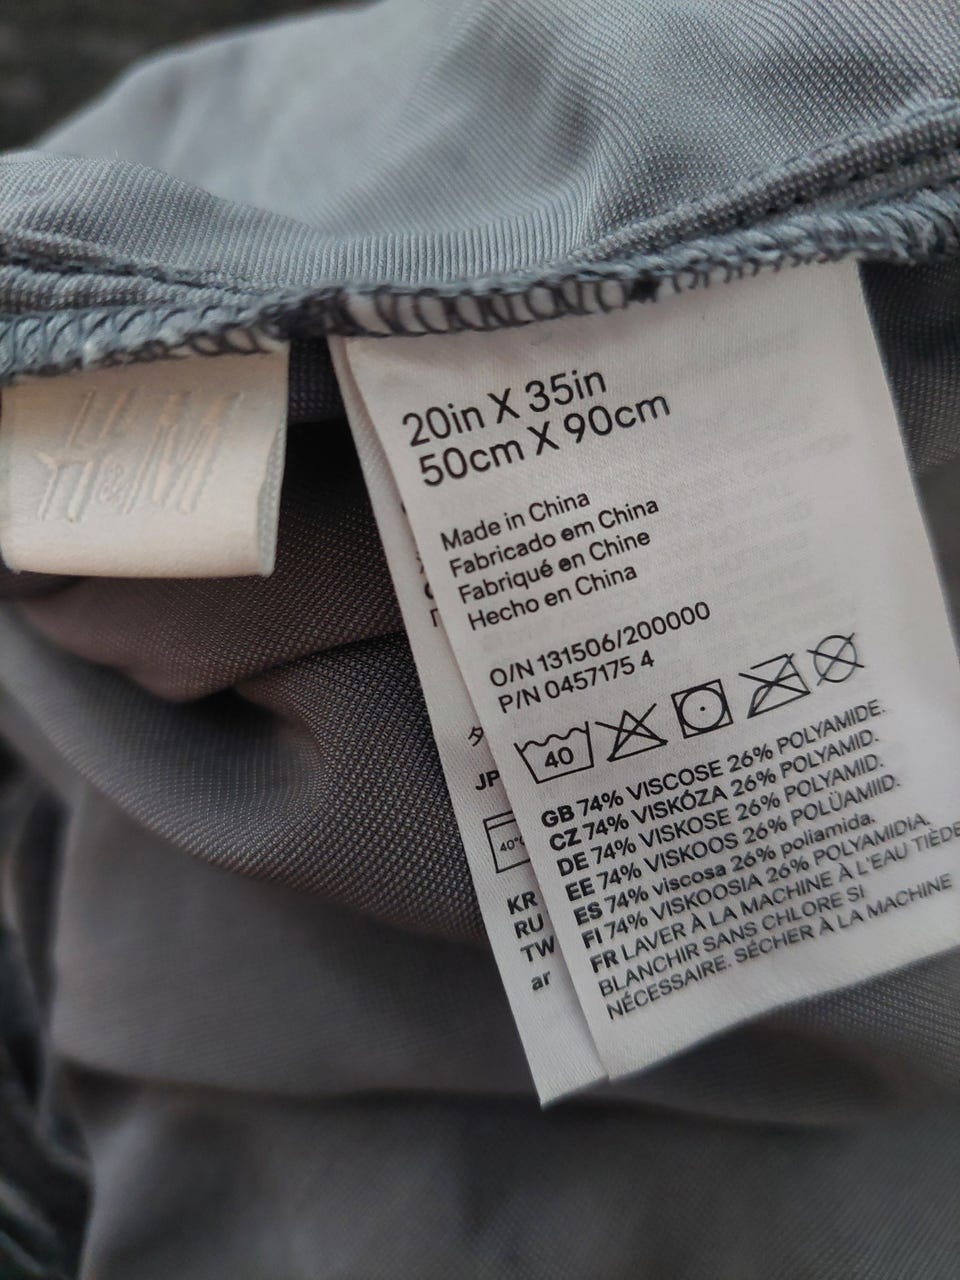 H&M
20in X 35in
50cm X 90cm
Made in China
Fabricado em China
Fabriqué en Chine
Hecho en China
O/N 131506/200000
P/N 0457175 4
40
GB 74% VISCOSE 26% POLYAMIDE.
CZ 74% VISKÓZA 26% POLYAMID.
DE 74% VISKOSE 26% POLYAMID.
EE 74% VISKOOS 26% POLÜAMIID.
ES 74% viscosa 26% poliamida.
FI 74% VISKOOSIA 26% POLYAMIDIA.
FR LAVER À LA MACHINE À L'EAU TIÈDE
BLANCHIR SANS CHLORE SI
NÉCESSAIRE. SÉCHER À LA MACHINE
タ
JP
40°
KR
RU
TW
ar